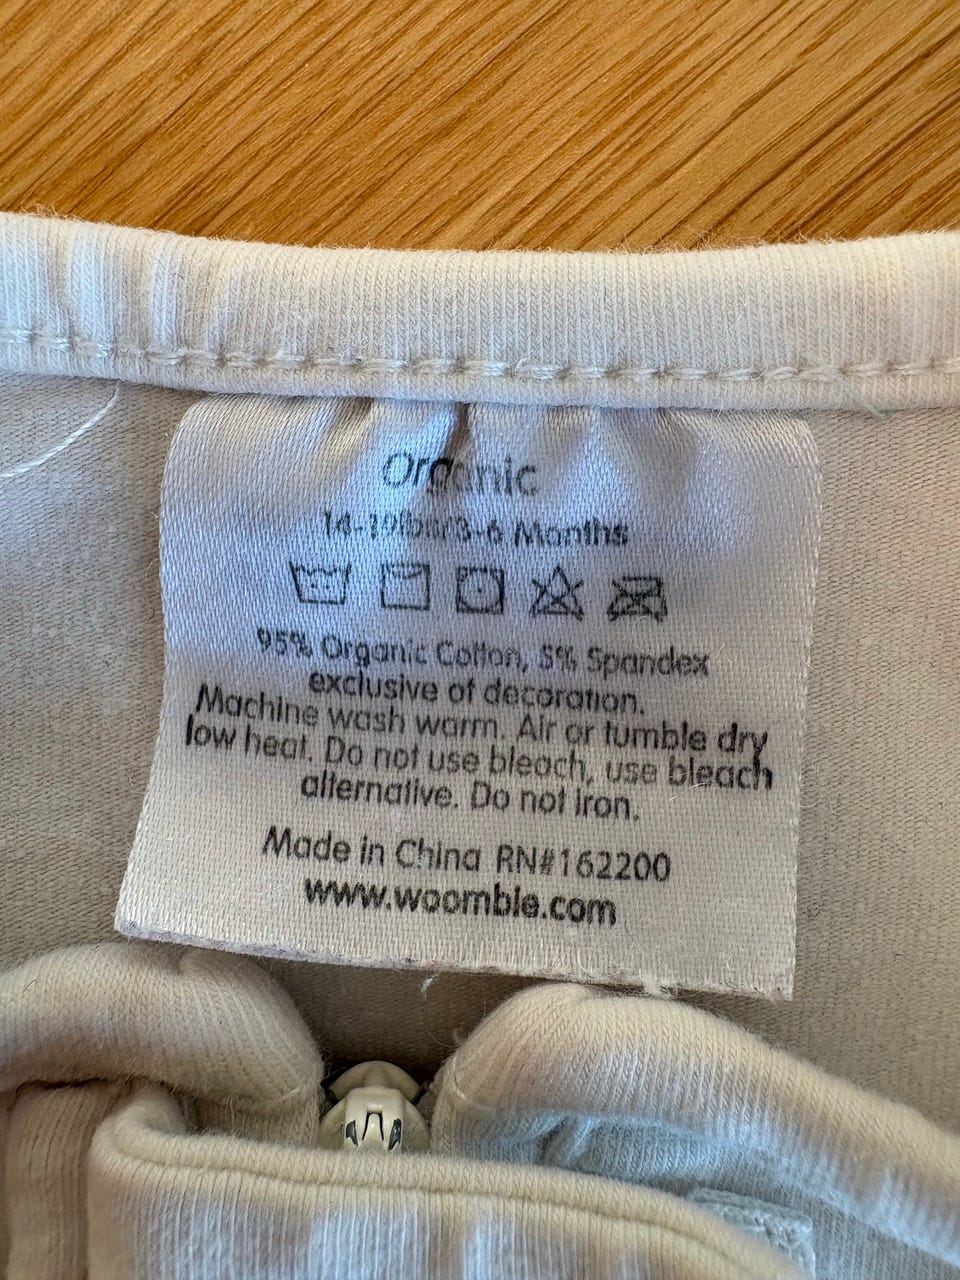 Organic
14-19lbs/3-6 Months
95% Organic Cotton, 5% Spandex
exclusive of decoration.
Machine wash warm. Air or tumble dry
low heat. Do not use bleach, use bleach
alternative. Do not iron.
Made in China RN#162200
www.woomble.com